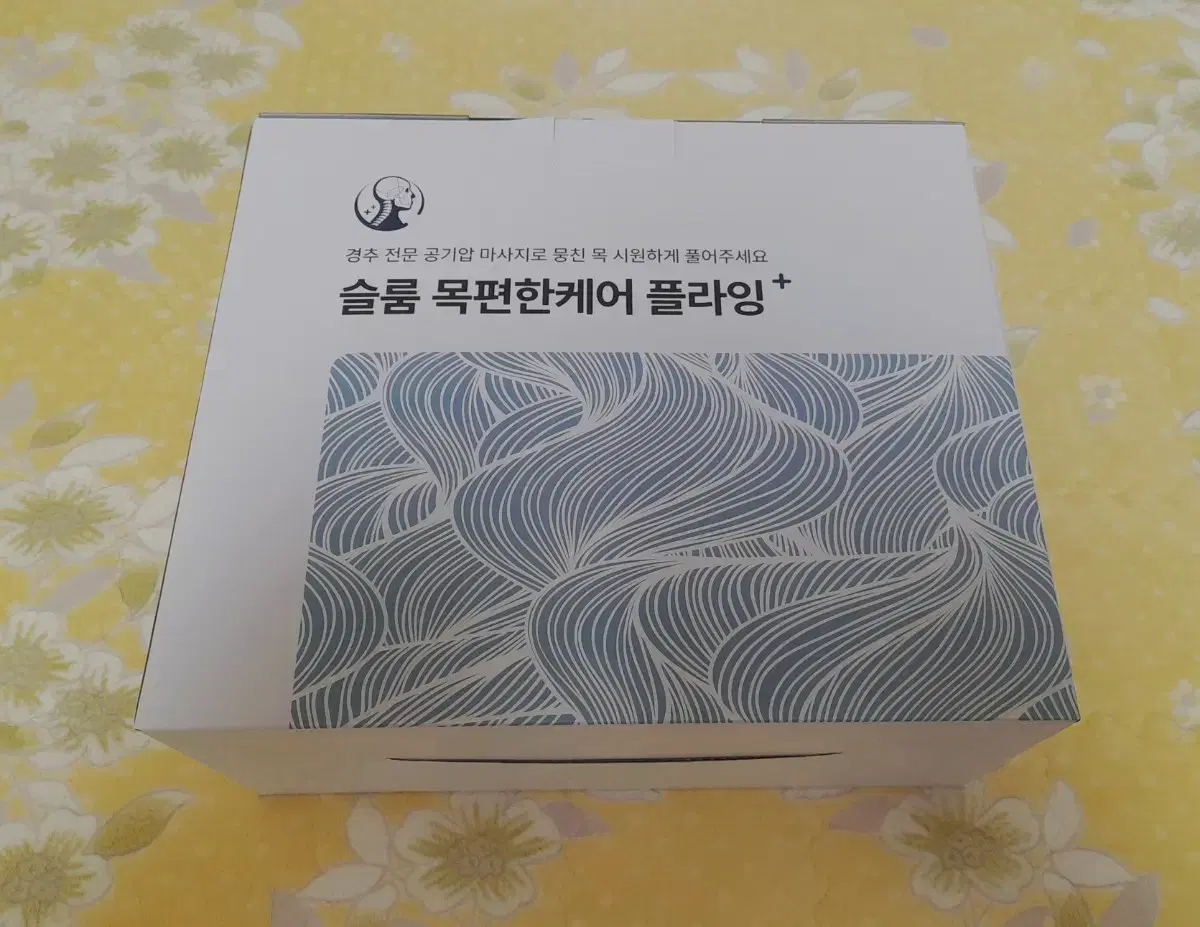 경추 전문 공기압 마사지로 뭉친 목 시원하게 풀어주세요
슬룸 목편한케어 플라잉+